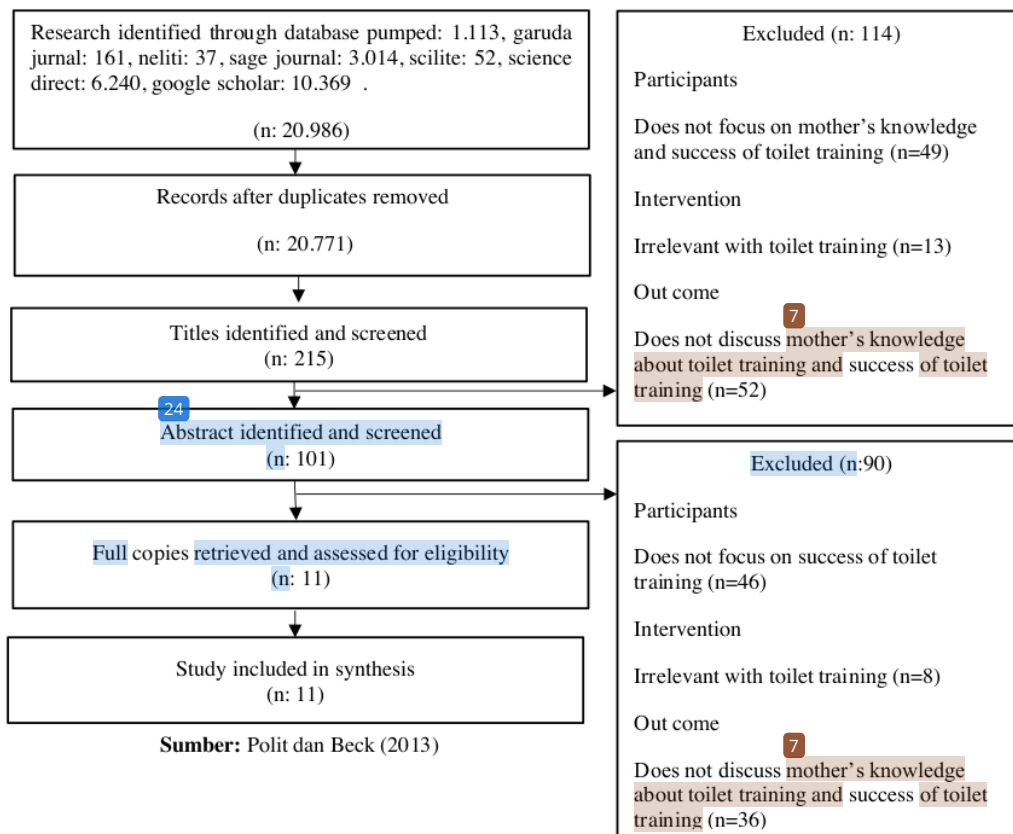 Research identified through database pumped: 1.113, garuda
jurnal: 161, neliti: 37, sage journal: 3.014, scilite: 52, science
direct: 6.240, google scholar: 10.369 .
(n: 20.986)
Records after duplicates removed
(n: 20.771)
Titles identified and screened
(n: 215)
24
Abstract identified and screened
(n: 101)
Full copies retrieved and assessed for eligibility
(n: 11)
Study included in synthesis
(n: 11)
Sumber: Polit dan Beck (2013)
Excluded (n: 114)
Participants
Does not focus on mother's knowledge
and success of toilet training (n=49)
Intervention
Irrelevant with toilet training (n=13)
Out come
7
Does not discuss mother's knowledge
about toilet training and success of toilet
training (n=52)
Excluded (n:90)
Participants
Does not focus on success of toilet
training (n=46)
Intervention
Irrelevant with toilet training (n=8)
Out come
7
Does not discuss mother's knowledge
about toilet training and success of toilet
training (n=36)